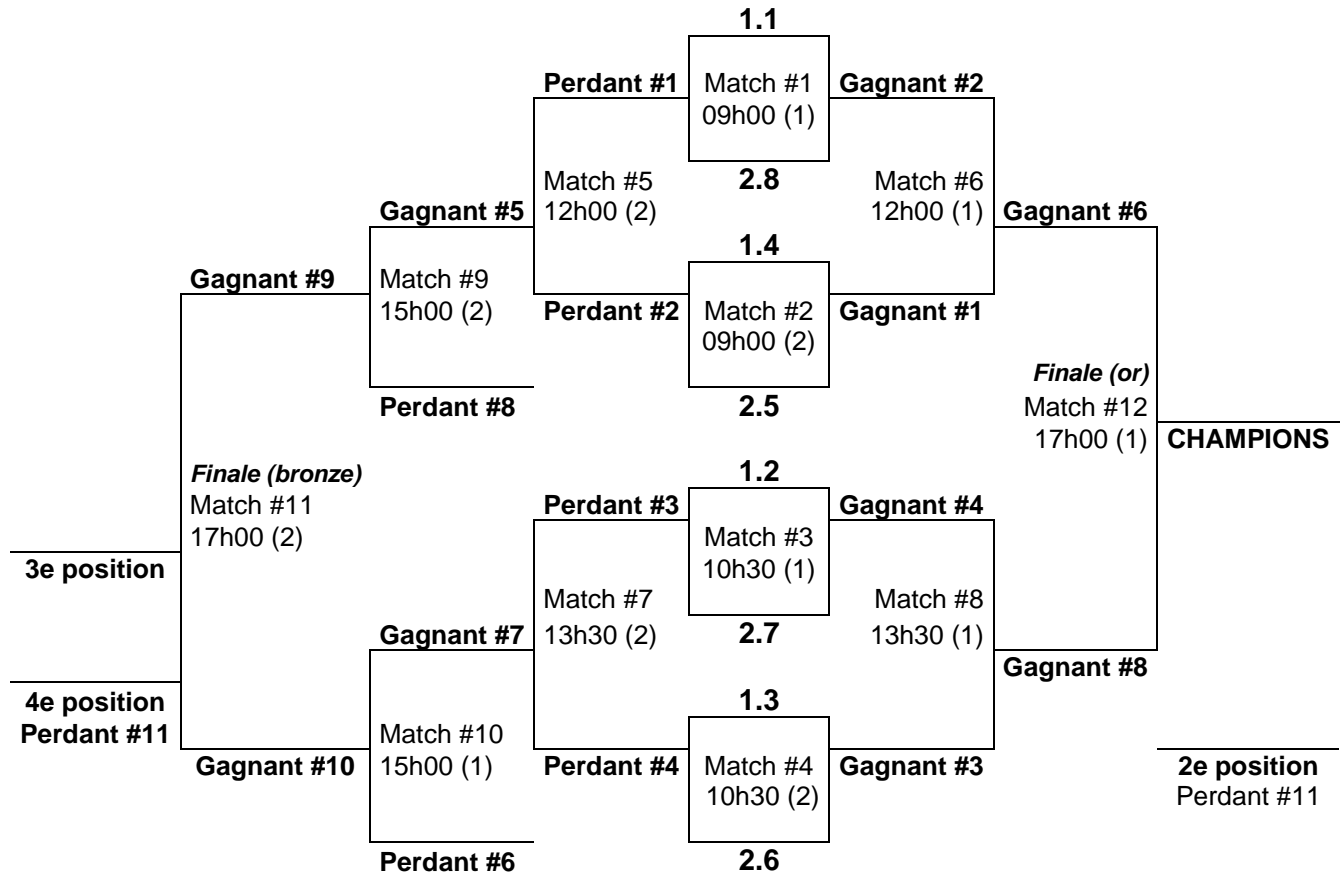 1.1
Perdant #1
Match #1
09h00 (1)
Gagnant #2
2.8
Match #5
12h00 (2)
Match #6
12h00 (1)
Gagnant #5
Gagnant #6
1.4
Gagnant #9
Match #9
15h00 (2)
Perdant #2
Match #2
09h00 (2)
Gagnant #1
2.5
Perdant #8
Finale (or)
Match #12
17h00 (1)
CHAMPIONS
1.2
Finale (bronze)
Match #11
17h00 (2)
Perdant #3
Match #3
10h30 (1)
Gagnant #4
3e position
2.7
Match #7
13h30 (2)
Match #8
13h30 (1)
Gagnant #7
Gagnant #8
4e position
Perdant #11
1.3
Match #10
15h00 (1)
Gagnant #10
Perdant #4
Match #4
10h30 (2)
Gagnant #3
2e position
Perdant #11
2.6
Perdant #6